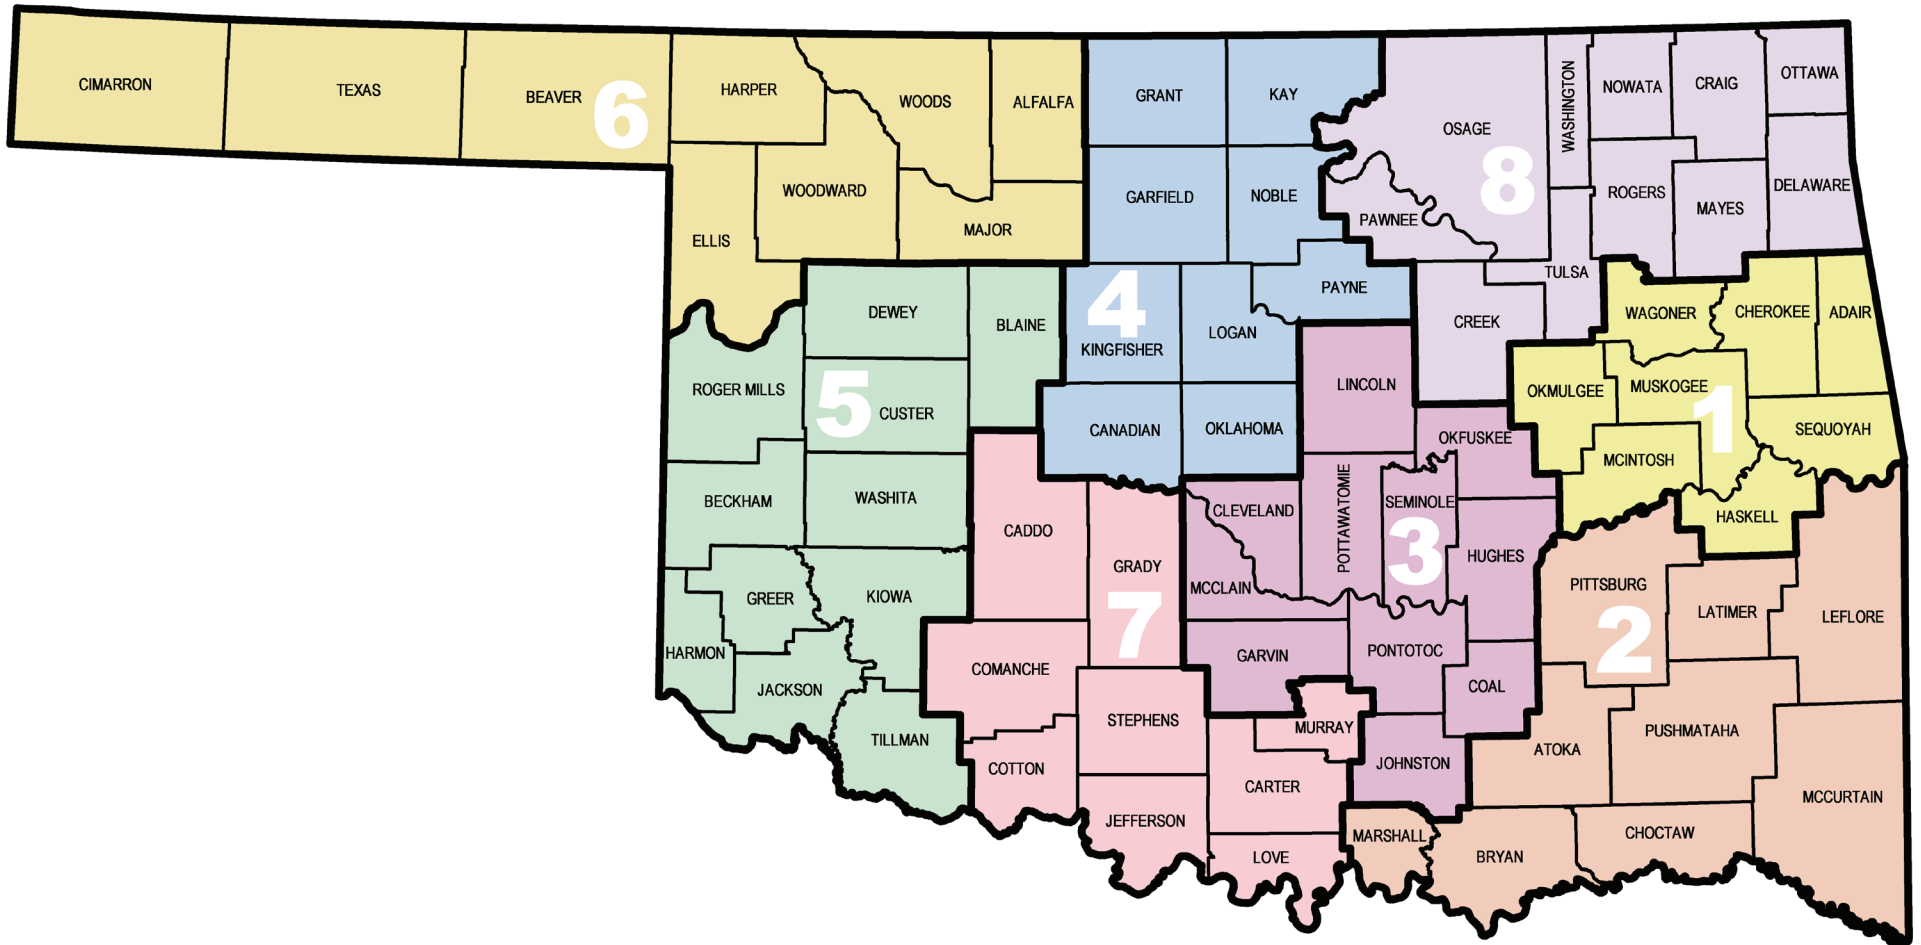 CIMARRON
TEXAS
BEAVER
6
HARPER
WOODS
ALFALFA
WOODWARD
ELLIS
MAJOR
GRANT
KAY
GARFIELD
NOBLE
4
KINGFISHER
LOGAN
PAYNE
CANADIAN
OKLAHOMA
OSAGE
WASHINGTON
NOWATA
CRAIG
OTTAWA
8
ROGERS
MAYES
DELAWARE
PAWNEE
TULSA
CREEK
DEWEY
BLAINE
ROGER MILLS
5
CUSTER
BECKHAM
WASHITA
GREER
KIOWA
HARMON
JACKSON
TILLMAN
CADDO
GRADY
7
COMANCHE
STEPHENS
COTTON
JEFFERSON
MURRAY
CARTER
LOVE
LINCOLN
OKFUSKEE
POTTAWATOMIE
SEMINOLE
CLEVELAND
3
HUGHES
MCCLAIN
GARVIN
PONTOTOC
COAL
JOHNSTON
WAGONER
CHEROKEE
ADAIR
OKMULGEE
MUSKOGEE
1
SEQUOYAH
MCINTOSH
HASKELL
PITTSBURG
2
LATIMER
LEFLORE
ATOKA
PUSHMATAHA
MCCURTAIN
MARSHALL
BRYAN
CHOCTAW